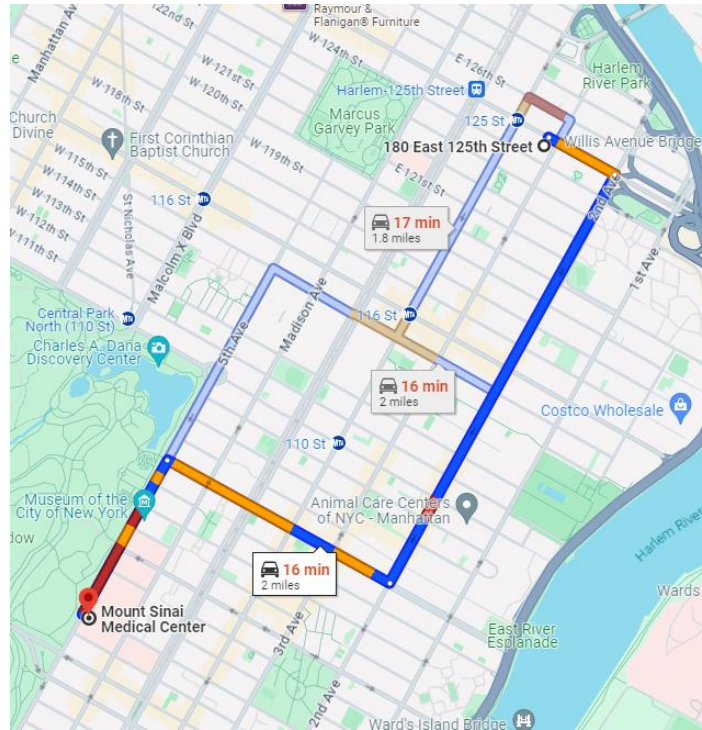 Raymour &
Flanigan® Furniture
Manhattan Ave
W 124th St
E 126th St
Harlem
River Park
W 121st St
W 120th St
Harlem-125th Street
W 118th St
Marcus
Garvey Park
125 St
Church
Divine
First Corinthian
Baptist Church
180 East 125th Street
Willis Avenue Bridge
W 119th St
W 115th St
W 114th St
W 113th St
W 112th St
W 111th St
E 121st St
2nd Ave
116 St
St Nicholas Ave
Malcolm X Blvd
17 min
1.8 miles
1st Ave
Central Park
North (110 St)
Madison Ave
116 St
5th Ave
Charles A. Dana
Discovery Center
16 min
2 miles
Costco Wholesale
110 St
Museum of the
City of New York
Animal Care Centers
of NYC - Manhattan
Harlem River
dow
16 min
2 miles
Wards
Mount Sinai
Medical Center
3rd Ave
East River
Esplanade
2nd Ave
Ward's Island Bridge